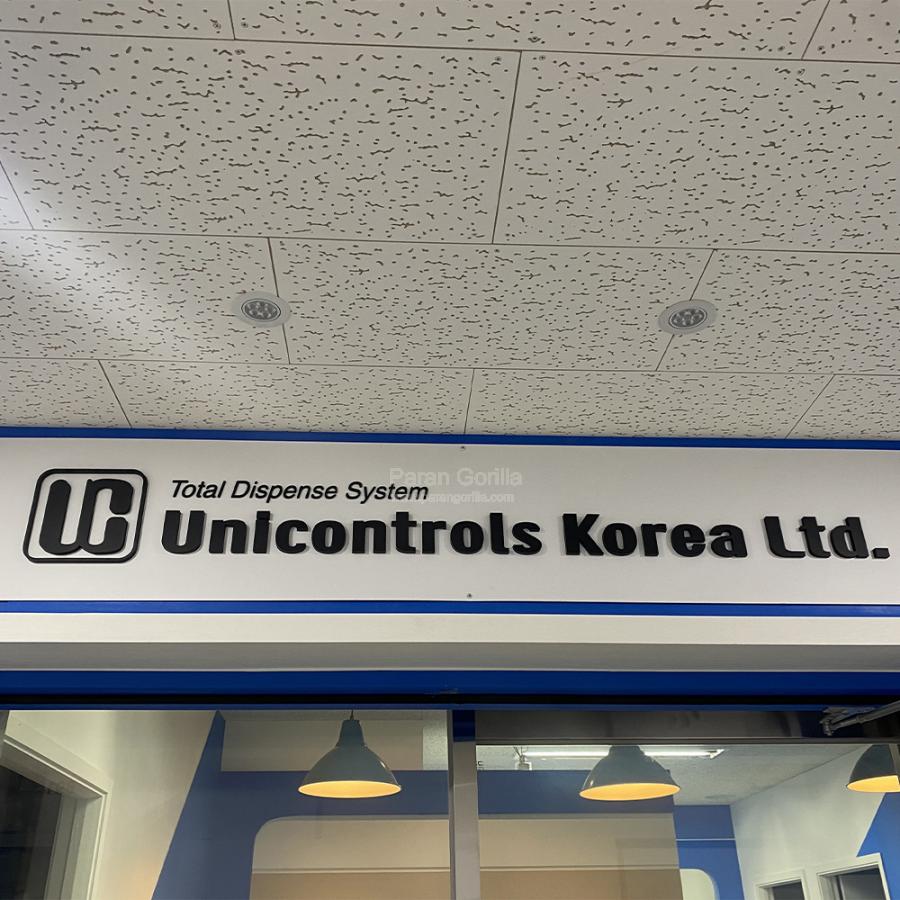 Paran Gorilla
UC
Total Dispense System
Unicontrols Korea Ltd.